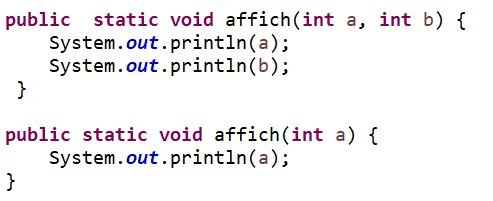 public  static void affich(int a, int b) {
    System.out.println(a);
    System.out.println(b);
 }
public static void affich(int a) {
    System.out.println(a);
}